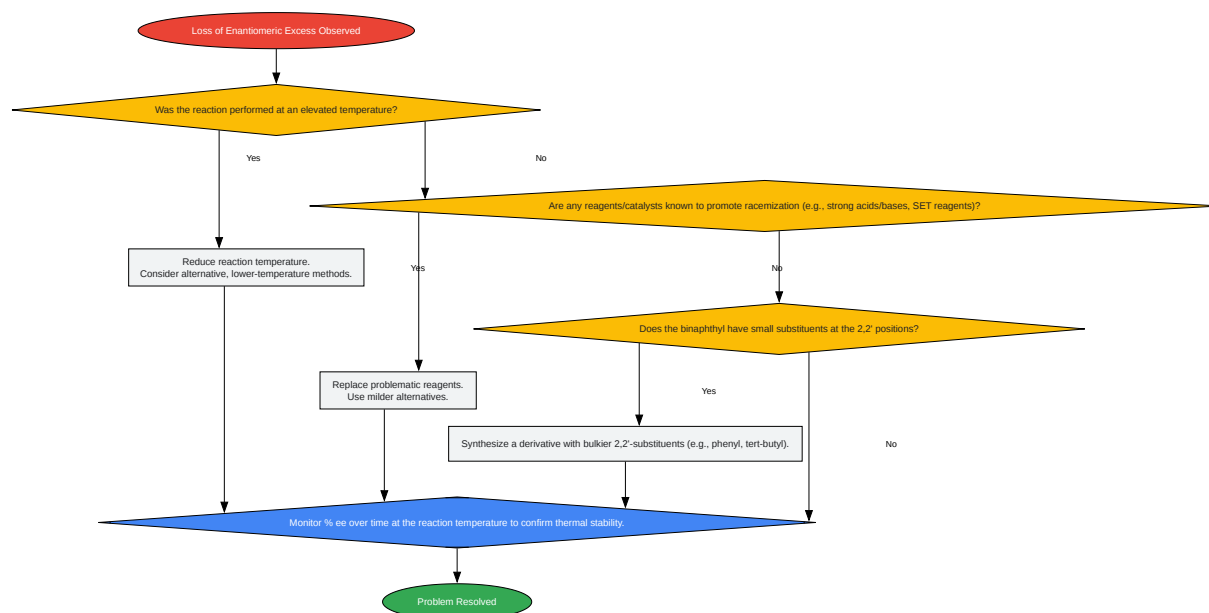 Loss of Enantiomeric Excess Observed
Was the reaction performed at an elevated temperature?
Yes
No
Are any reagents/catalysts known to promote racemization (e.g., strong acids/bases, SET reagents)?
Reduce reaction temperature.
Consider alternative, lower-temperature methods.
Yes
No
Does the binaphthyl have small substituents at the 2,2' positions?
Replace problematic reagents.
Use milder alternatives.
Yes
Synthesize a derivative with bulkier 2,2'-substituents (e.g., phenyl, tert-butyl).
No
Monitor % ee over time at the reaction temperature to confirm thermal stability.
Problem Resolved